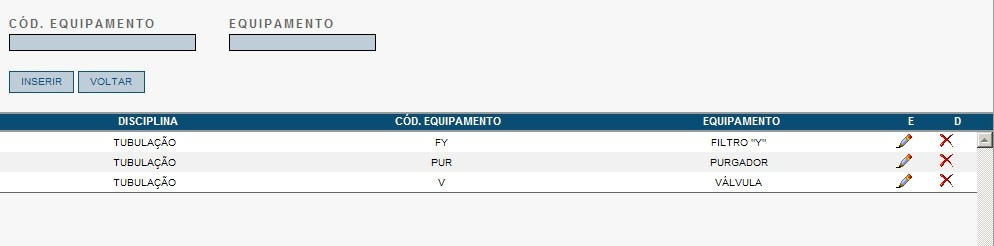 CÓD. EQUIPAMENTO EQUIPAMENTO
INSERIR VOLTAR
DISCIPLINA CÓD. EQUIPAMENTO EQUIPAMENTO E D
TUBULAÇÃO FY FILTRO "Y"
TUBULAÇÃO PUR PURGADOR
TUBULAÇÃO V VÁLVULA